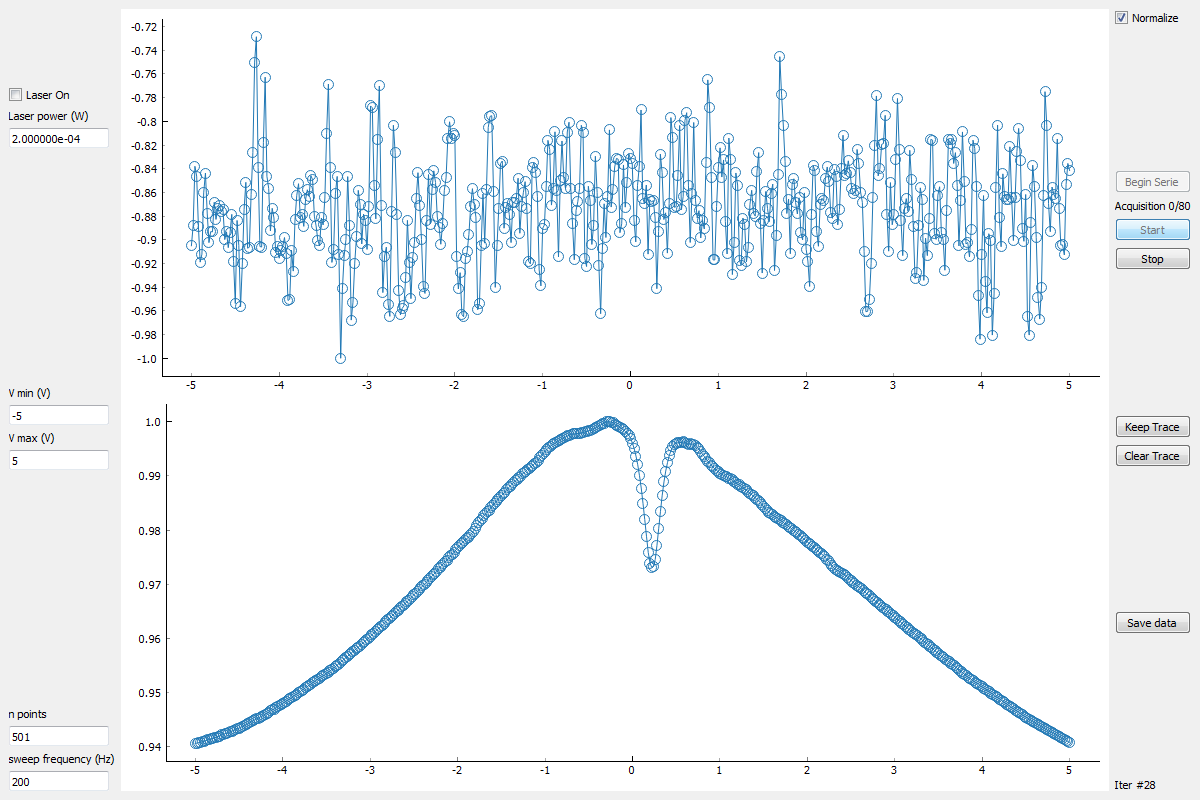 Laser On
Laser power (W)
2.000000e-04
V min (V)
-5
V max (V)
5
n points
501
sweep frequency (Hz)
200
-0.72
-0.74
-0.76
-0.78
-0.8
-0.82
-0.84
-0.86
-0.88
-0.9
-0.92
-0.94
-0.96
-0.98
-1.0
-5 -4 -3 -2 -1 0 1 2 3 4 5
1.0
0.99
0.98
0.97
0.96
0.95
0.94
-5 -4 -3 -2 -1 0 1 2 3 4 5
Normalize
Begin Serie
Acquisition 0/80
Start
Stop
Keep Trace
Clear Trace
Save data
Iter #28